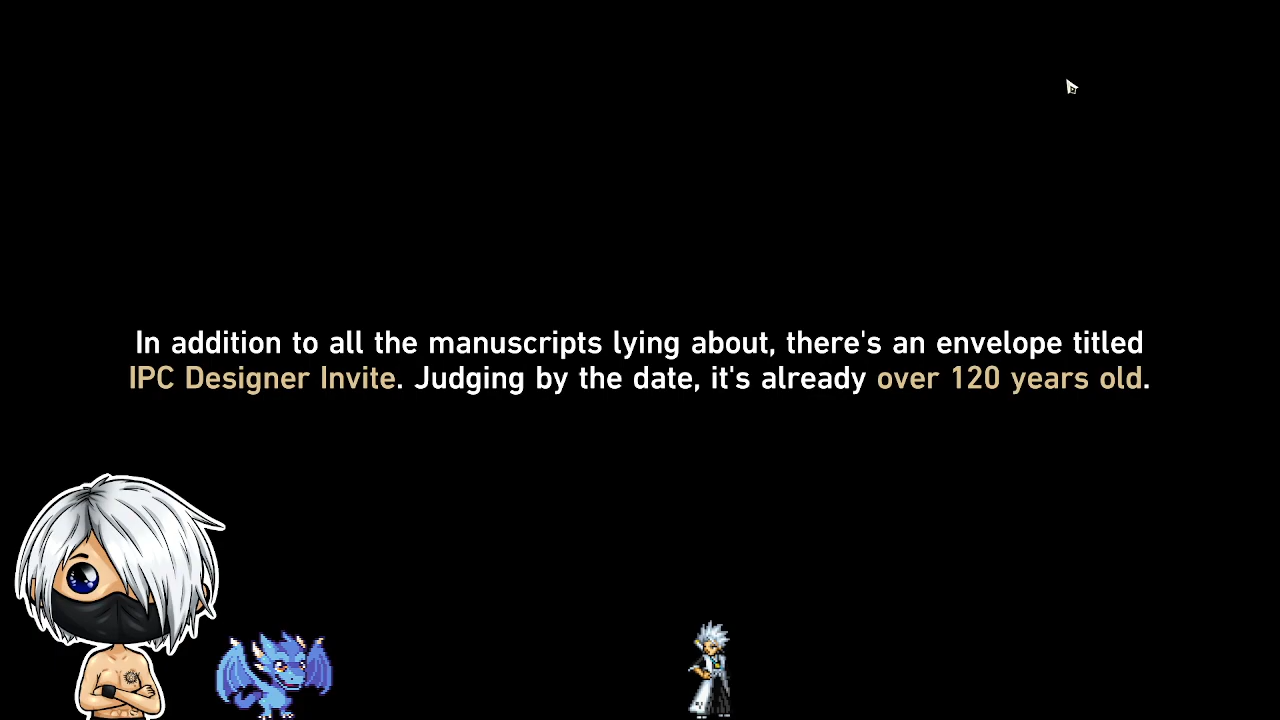 In addition to all the manuscripts lying about, there's an envelope titled
IPC Designer Invite. Judging by the date, it's already over 120 years old.